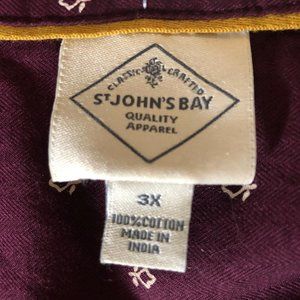 CLASSIC CRAFTED
ST JOHN'S BAY
QUALITY
APPAREL
3X
100% COTTON
MADE IN
INDIA